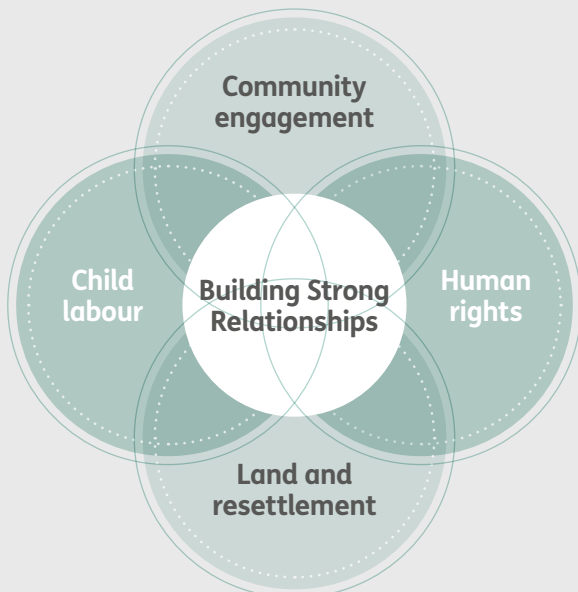 Community
engagement
Child
labour
Building Strong
Relationships
Human
rights
Land and
resettlement